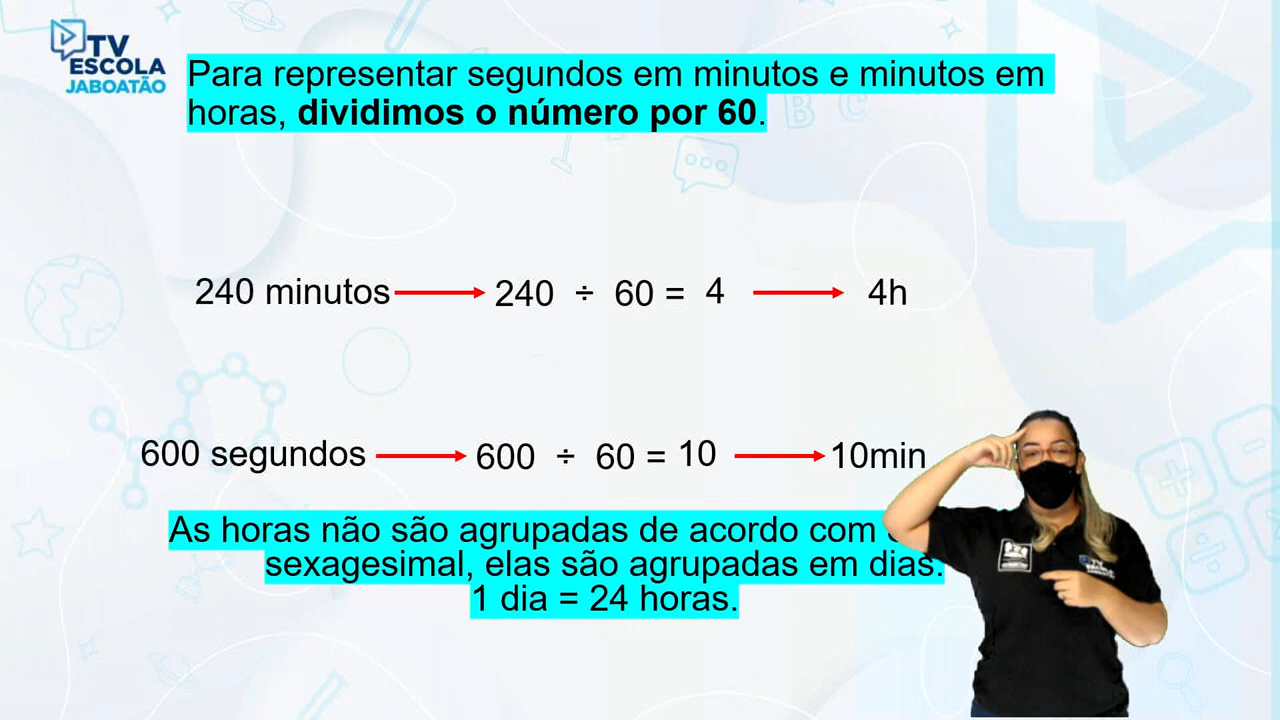 TV
ESCOLA
JABOATÃO
Para representar segundos em minutos e minutos em
horas, dividimos o número por 60.
B C
240 minutos 240 ÷ 60 = 4 4h
600 segundos 600 ÷ 60 = 10 10min
As horas não são agrupadas de acordo com
sexagesimal, elas são agrupadas em dias.
1 dia = 24 horas.
TV